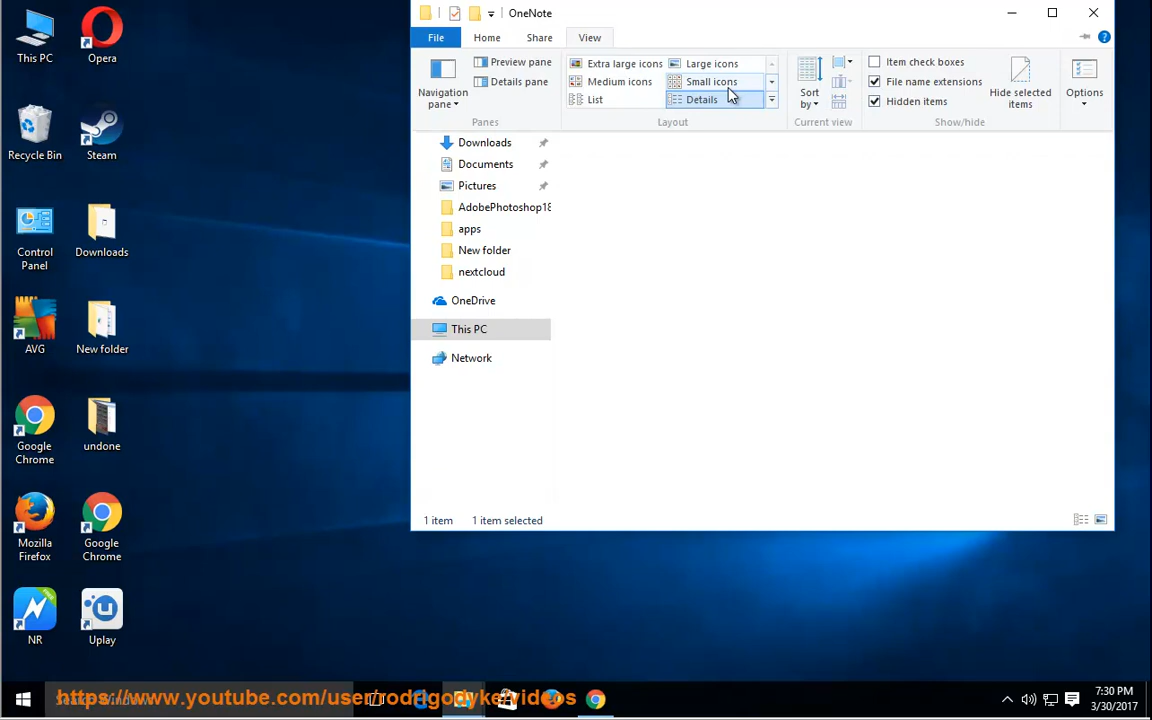 This PC
Opera
Recycle Bin
Steam
Control Panel
Downloads
AVG
New folder
Google Chrome
undone
Mozilla Firefox
Google Chrome
NR
Uplay
OneNote
File
Home
Share
View
Navigation pane
Preview pane
Details pane
Panes
Extra large icons
Large icons
Medium icons
Small icons
List
Details
Layout
Sort by
Current view
Item check boxes
File name extensions
Hidden items
Hide selected items
Show/hide
Options
Downloads
Documents
Pictures
AdobePhotoshop18
apps
New folder
nextcloud
OneDrive
This PC
Network
1 item
1 item selected
https://www.youtube.com/user/rodrigodyke/videos
7:30 PM
3/30/2017